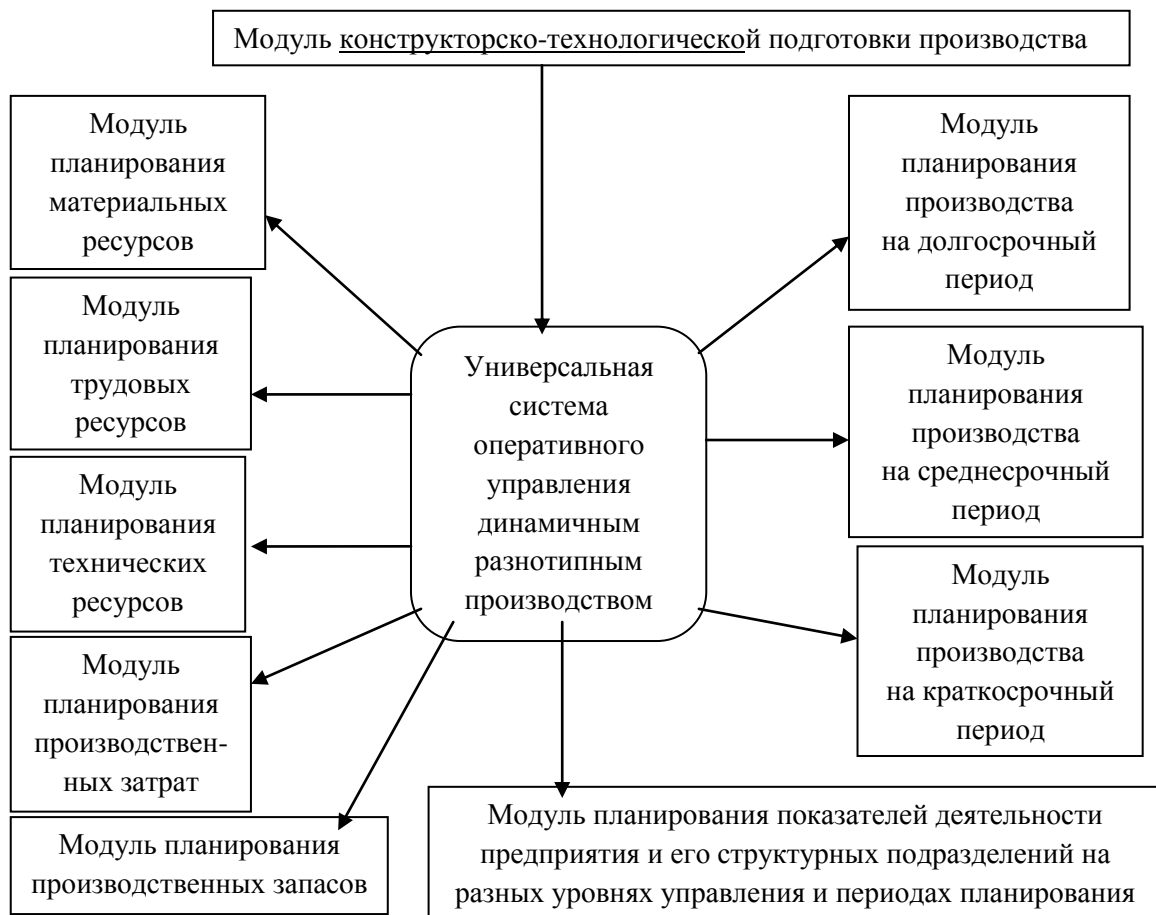 Модуль конструкторско-технологической подготовки производства
Модуль
планирования
материальных
ресурсов
Модуль
планирования
трудовых
ресурсов
Модуль
планирования
технических
ресурсов
Модуль
планирования
производствен-
ных затрат
Модуль планирования
производственных запасов
Универсальная
система
оперативного
управления
динамичным
разнотипным
производством
Модуль
планирования
производства
на долгосрочный
период
Модуль
планирования
производства
на среднесрочный
период
Модуль
планирования
производства
на краткосрочный
период
Модуль планирования показателей деятельности
предприятия и его структурных подразделений на
разных уровнях управления и периодах планирования